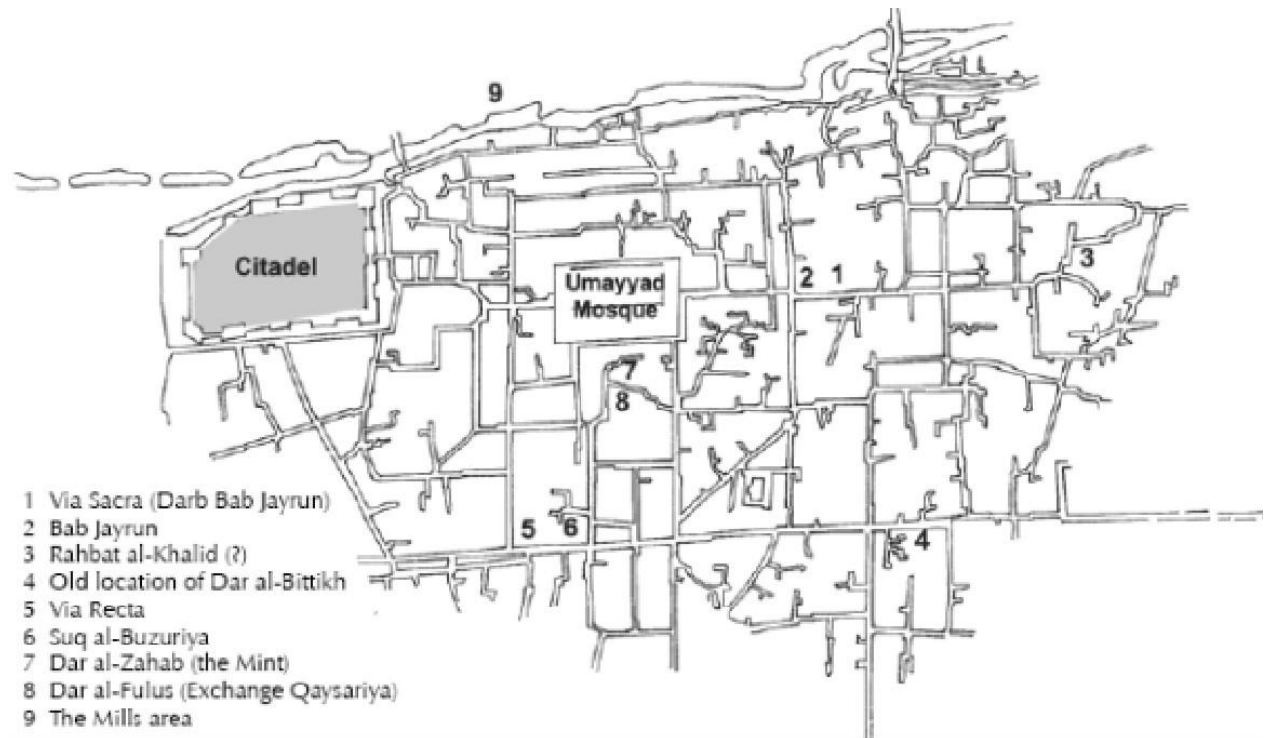 9
Citadel
Umayyad
Mosque
2 1
3
7
8
5 6
4
1 Via Sacra (Darb Bab Jayrun)
2 Bab Jayrun
3 Rahbat al-Khalid (?)
4 Old location of Dar al-Bittikh
5 Via Recta
6 Suq al-Buzuriya
7 Dar al-Zahab (the Mint)
8 Dar al-Fulus (Exchange Qaysariya)
9 The Mills area